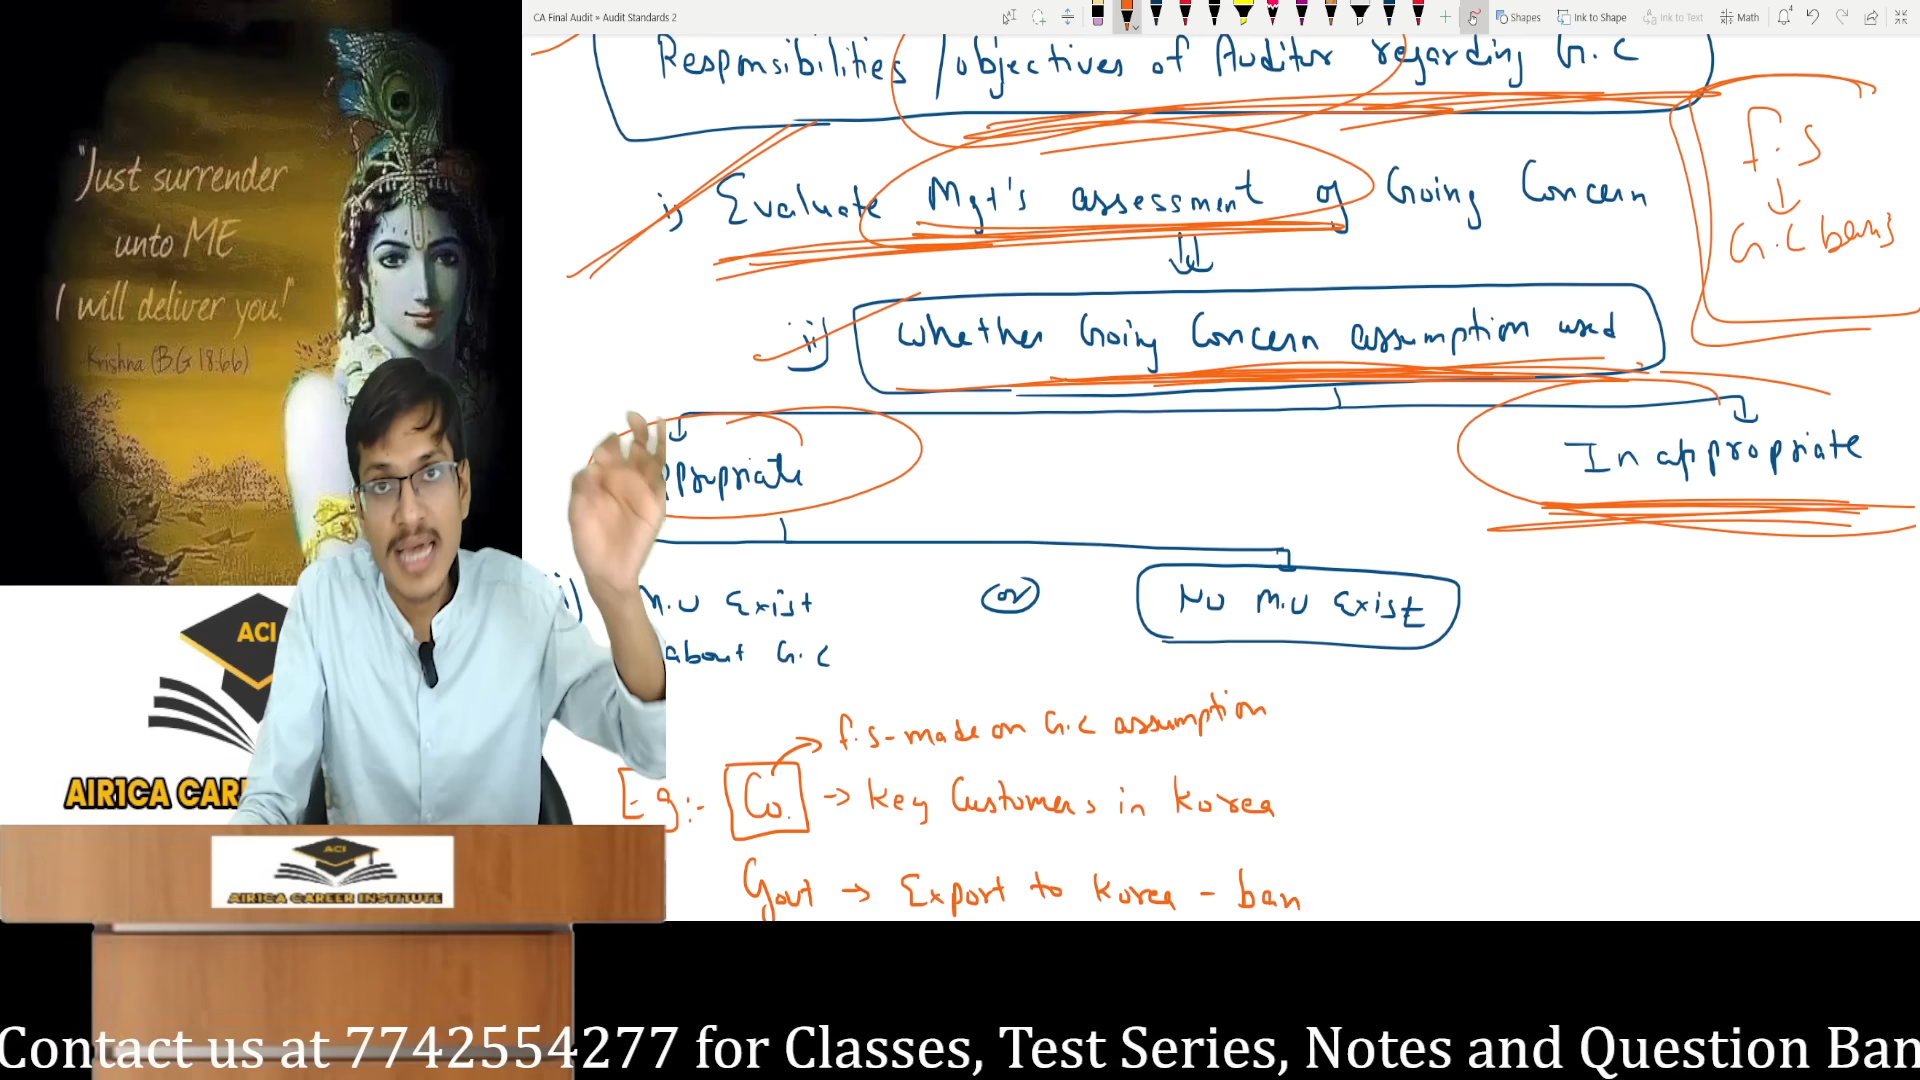 CA Final Audit » Audit Standards 2
Shapes
Ink to Shape
Ink to Text
Math
Responsibilities / objectives of Auditor regarding G.C
f.s
G.C basis
i) Evaluate Mgt's assessment of Going Concern
ii) Whether Going Concern assumption used
ppropriate
Inappropriate
M.U Exist
about G.C
or
No M.U Exist
f.s - made on G.C assumption
Eg:- Co. → Key Customers in Korea
Govt → Export to Korea - ban
"Just surrender
unto ME
I will deliver you!"
Krishna (B.G 18:66)
ACI
AIR1CA CAR
ACI
AIR1CA CAREER INSTITUTE
Contact us at 7742554277 for Classes, Test Series, Notes and Question Ban